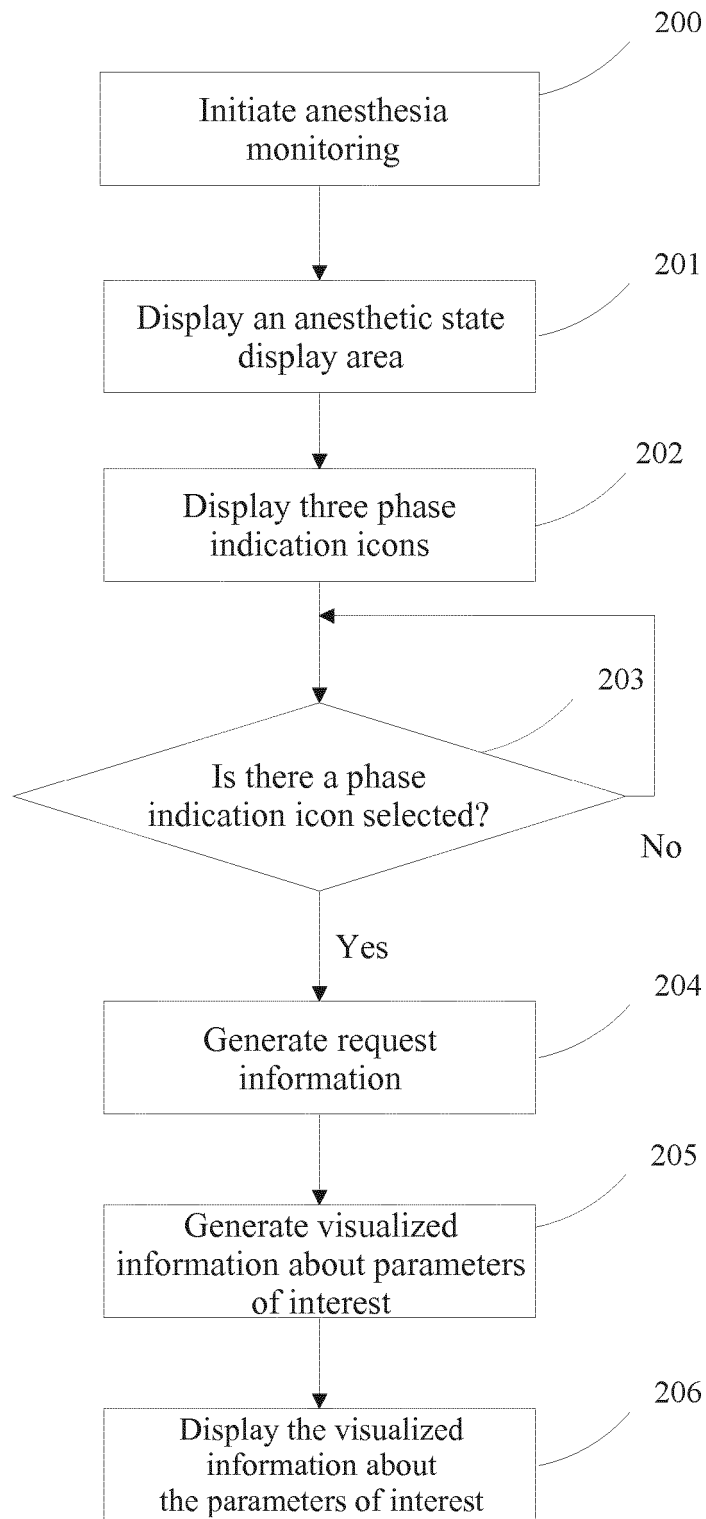 200
Initiate anesthesia
monitoring
201
Display an anesthetic state
display area
202
Display three phase
indication icons
203
Is there a phase
indication icon selected?
No
Yes
204
Generate request
information
205
Generate visualized
information about parameters
of interest
206
Display the visualized
information about
the parameters of interest